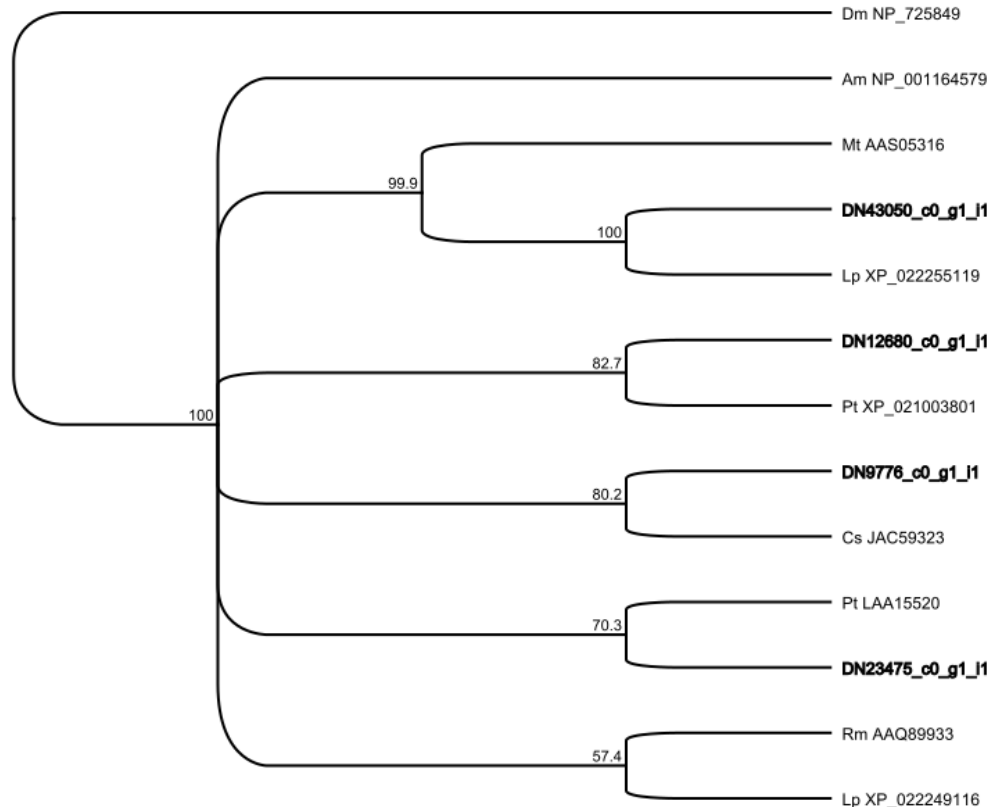 Dm NP_725849
Am NP_001164579
Mt AAS05316
99.9
DN43050_c0_g1_i1
100
Lp XP_022255119
DN12680_c0_g1_i1
82.7
Pt XP_021003801
100
DN9776_c0_g1_i1
80.2
Cs JAC59323
Pt LAA15520
70.3
DN23475_c0_g1_i1
Rm AAQ89933
57.4
Lp XP_022249116